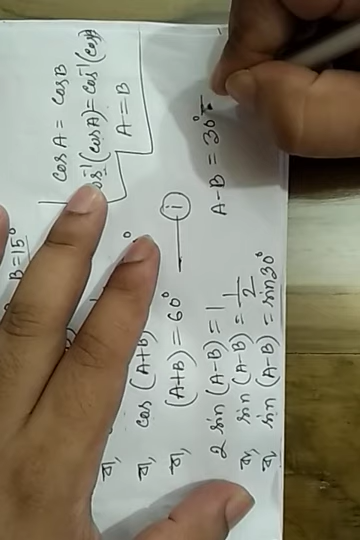 cos A = cos B
cos⁻¹(cos A) = cos⁻¹(cos B)
A = B
B = 15°
বা,
বা, cos (A+B)
বা, (A+B) = 60° — (i)
2 sin (A-B) = 1
বা, sin (A-B) = 1/2
বা, sin (A-B) = sin 30°
A-B = 30°